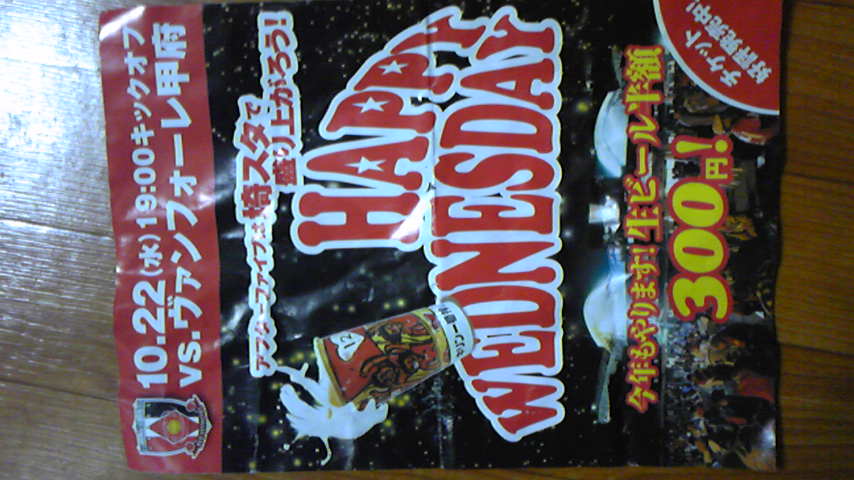 10.22(水) 19:00キックオフ
vs.ヴァンフォーレ甲府
アフターファイブは埼スタで
盛り上がろう!
HAPPY
WEDNESDAY
1/2
今年もやります!生ビール半額
300円!
チケット
好評発売中!